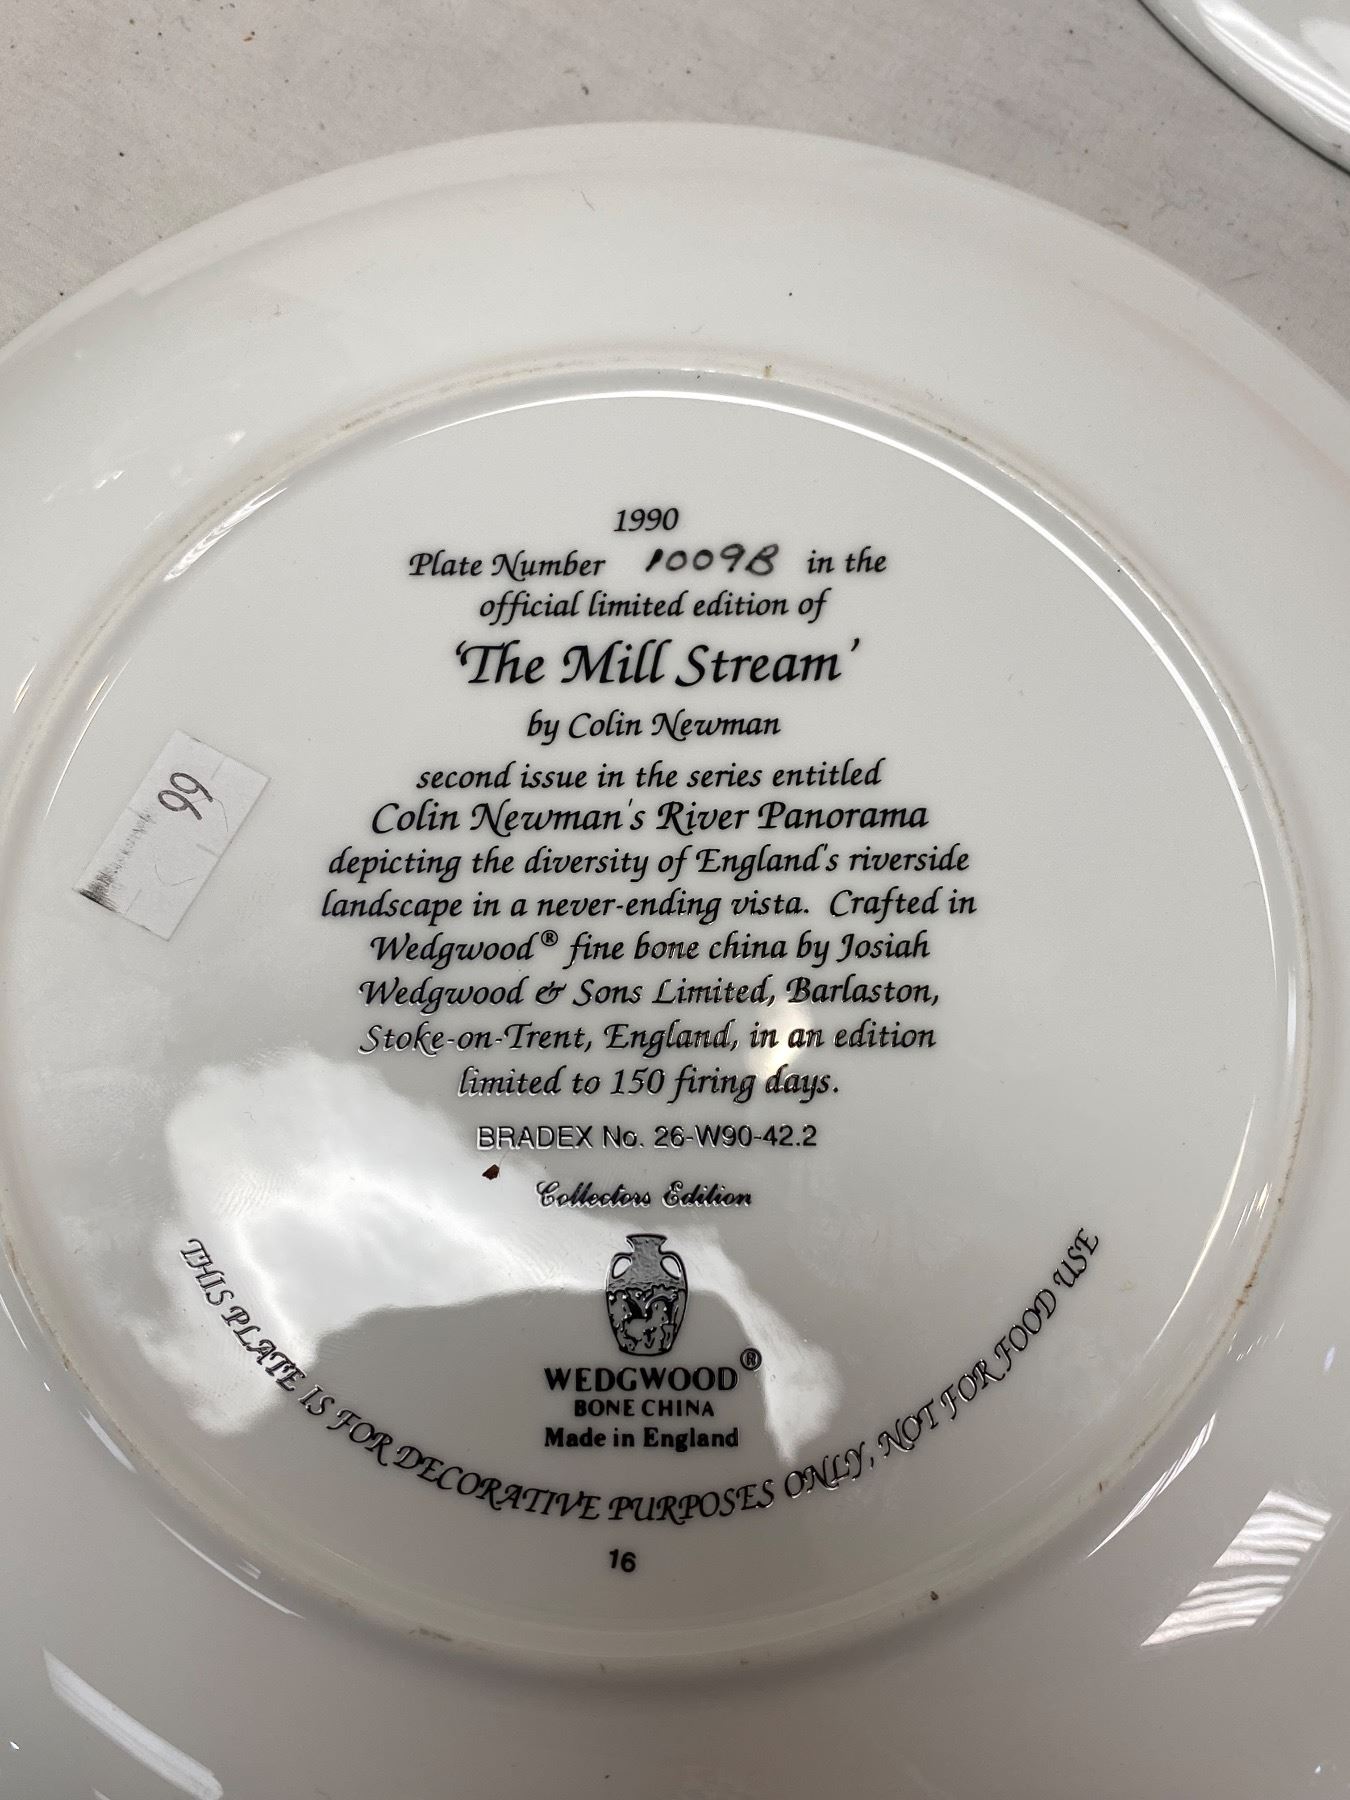 1990
Plate Number 1009B in the
official limited edition of
‘The Mill Stream’
by Colin Newman
second issue in the series entitled
Colin Newman's River Panorama
depicting the diversity of England's riverside
landscape in a never-ending vista. Crafted in
Wedgwood® fine bone china by Josiah
Wedgwood & Sons Limited, Barlaston,
Stoke-on-Trent, England, in an edition
limited to 150 firing days.
BRADEX No. 26-W90-42.2
Collectors Edition
WEDGWOOD®
BONE CHINA
Made in England
THIS PLATE IS FOR DECORATIVE PURPOSES ONLY, NOT FOR FOOD USE
16